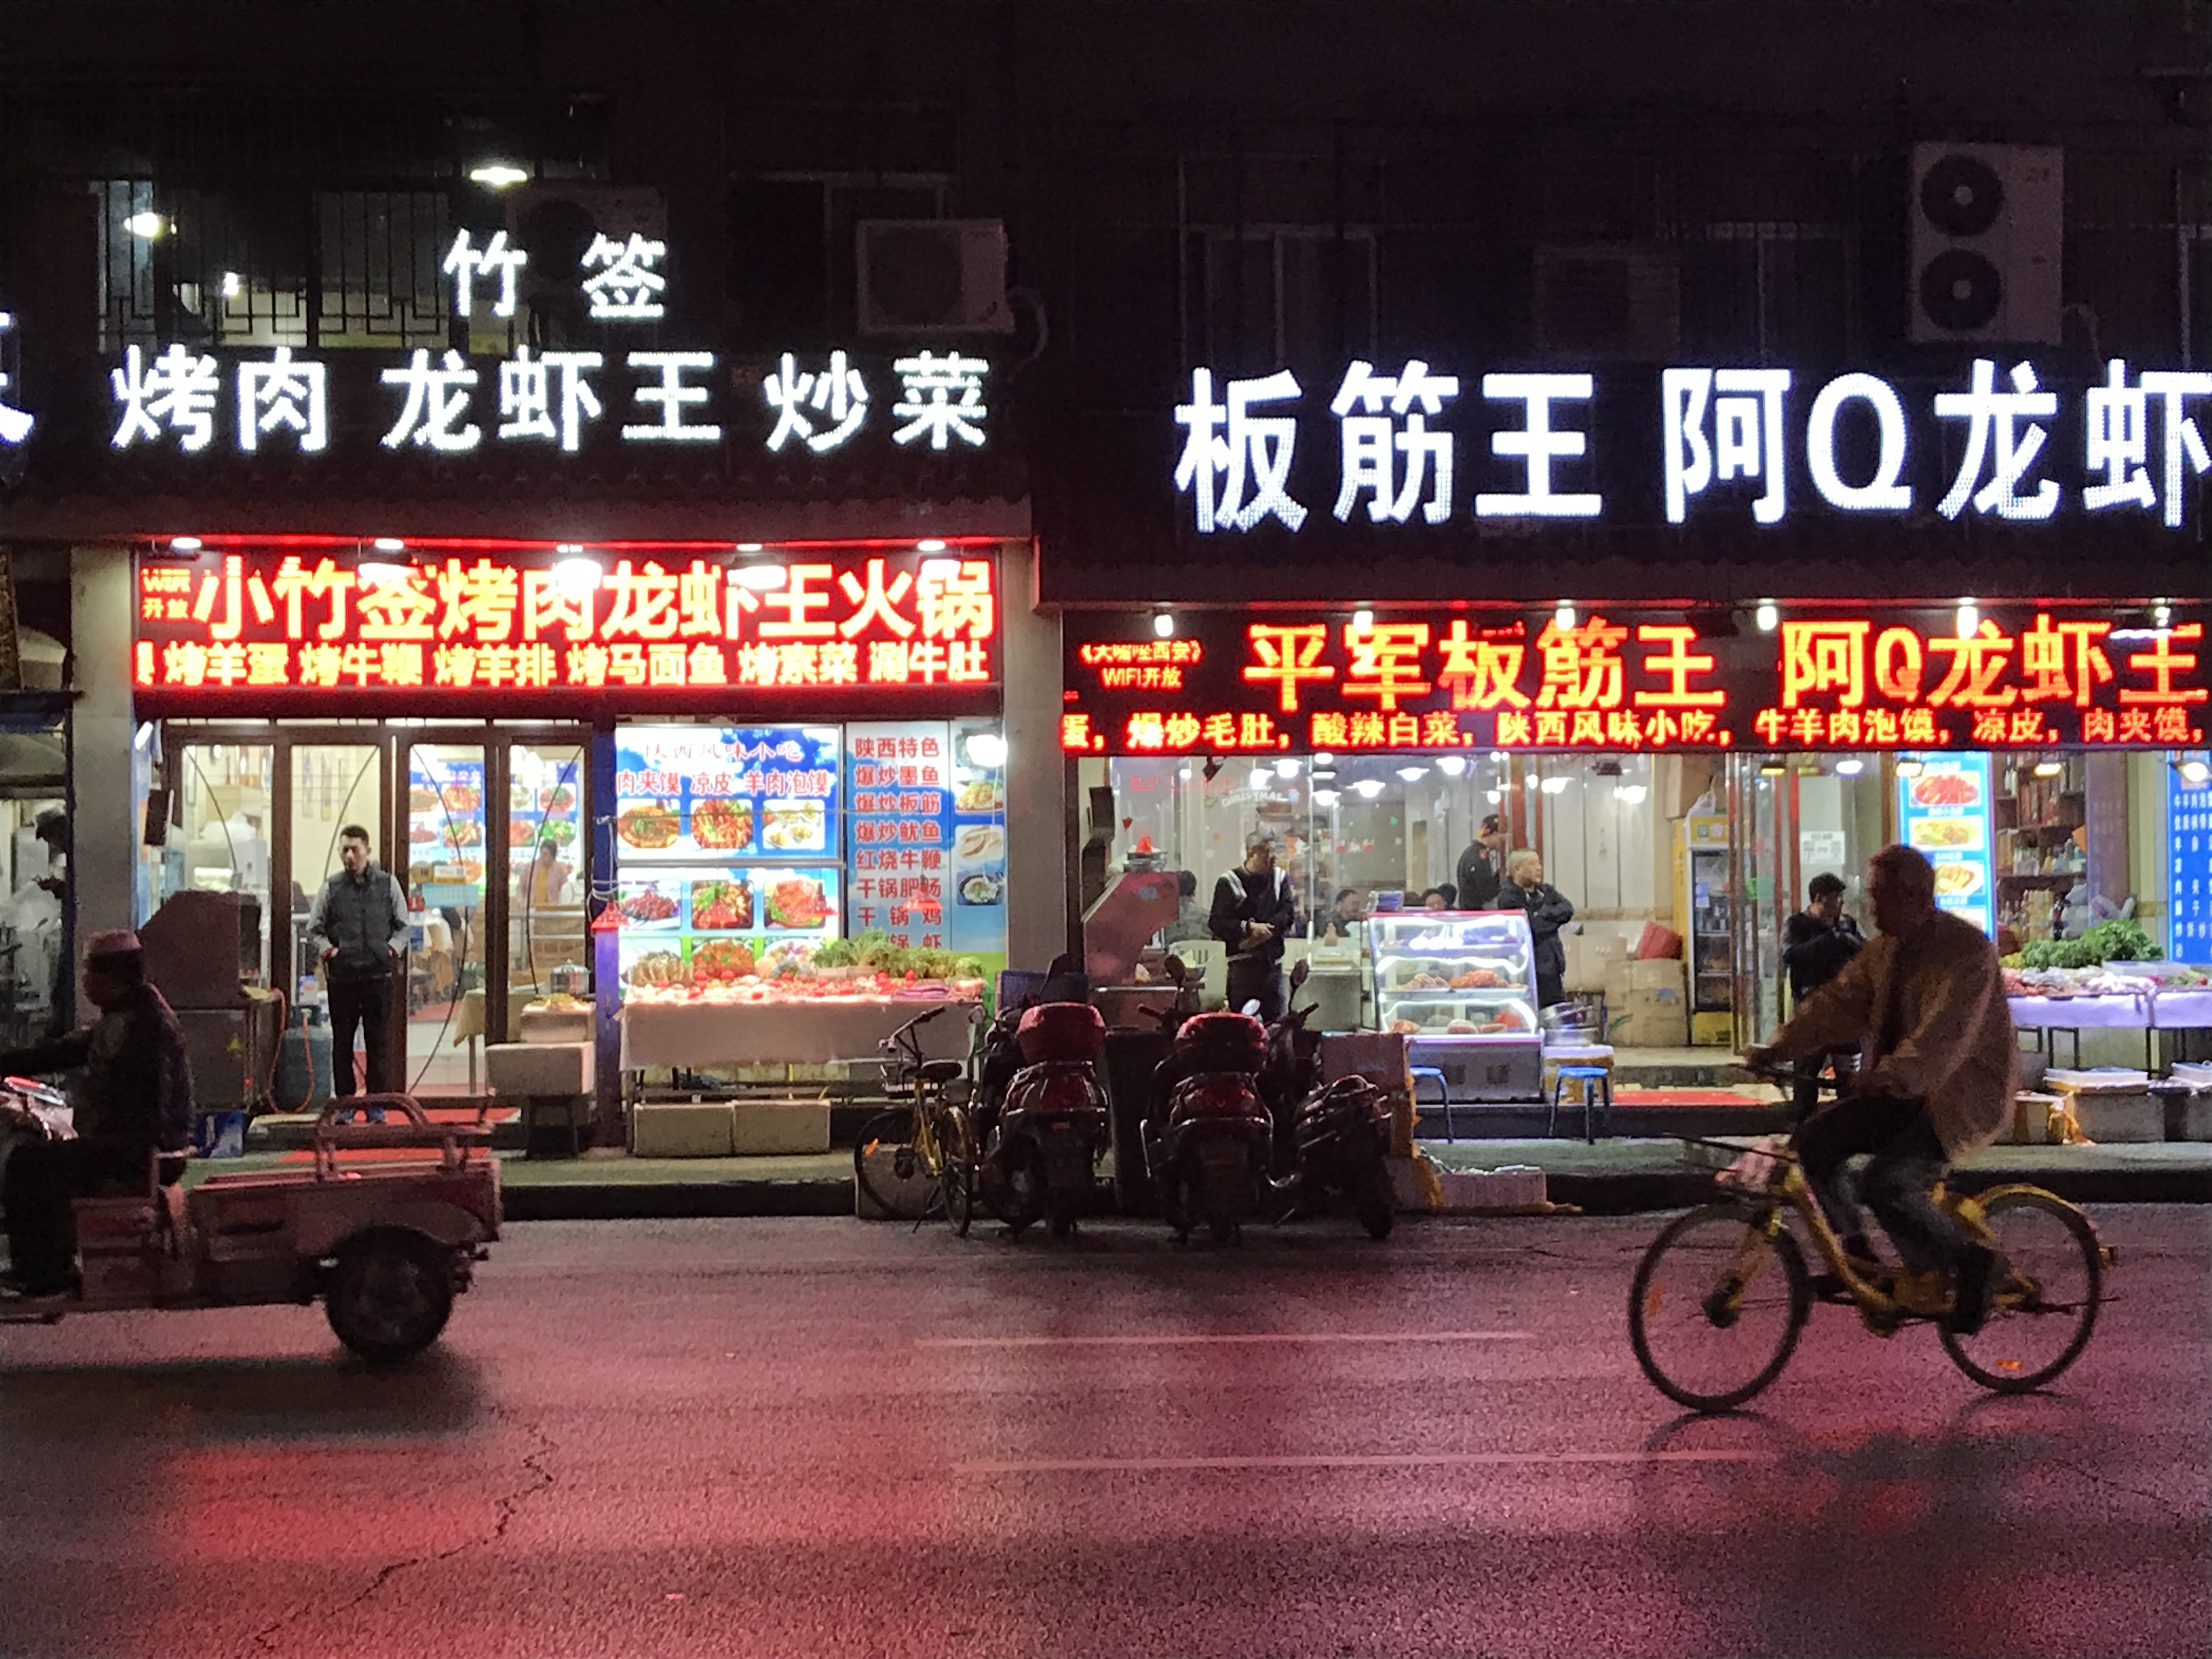 竹签
烤肉 龙虾王 炒菜
WIFI
开放
小竹签烤肉龙虾王火锅
烤羊蛋 烤牛鞭 烤羊排 烤马面鱼 烤素菜 涮牛肚
陕西风味小吃
肉夹馍 凉皮 羊肉泡馍
陕西特色
爆炒墨鱼
爆炒板筋
爆炒鱿鱼
红烧牛鞭
干锅肥肠
干锅鸡
锅虾
板筋王 阿Q龙虾
WIFI开放
平军板筋王 阿Q龙虾王
蛋，爆炒毛肚，酸辣白菜，陕西风味小吃，牛羊肉泡馍，凉皮，肉夹馍，